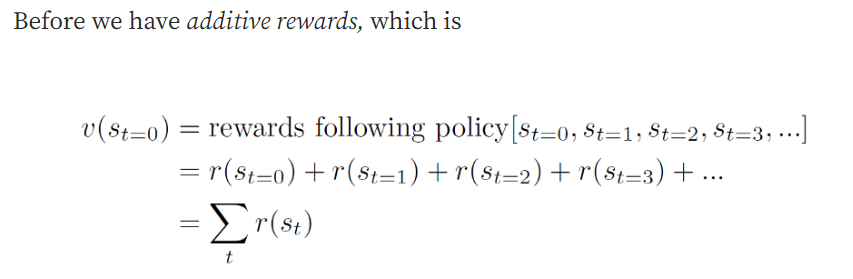 Before we have additive rewards, which is
v(s_{t=0}) = rewards following policy[s_{t=0}, s_{t=1}, s_{t=2}, s_{t=3}, ...]
= r(s_{t=0}) + r(s_{t=1}) + r(s_{t=2}) + r(s_{t=3}) + ...
= ∑_t r(s_t)